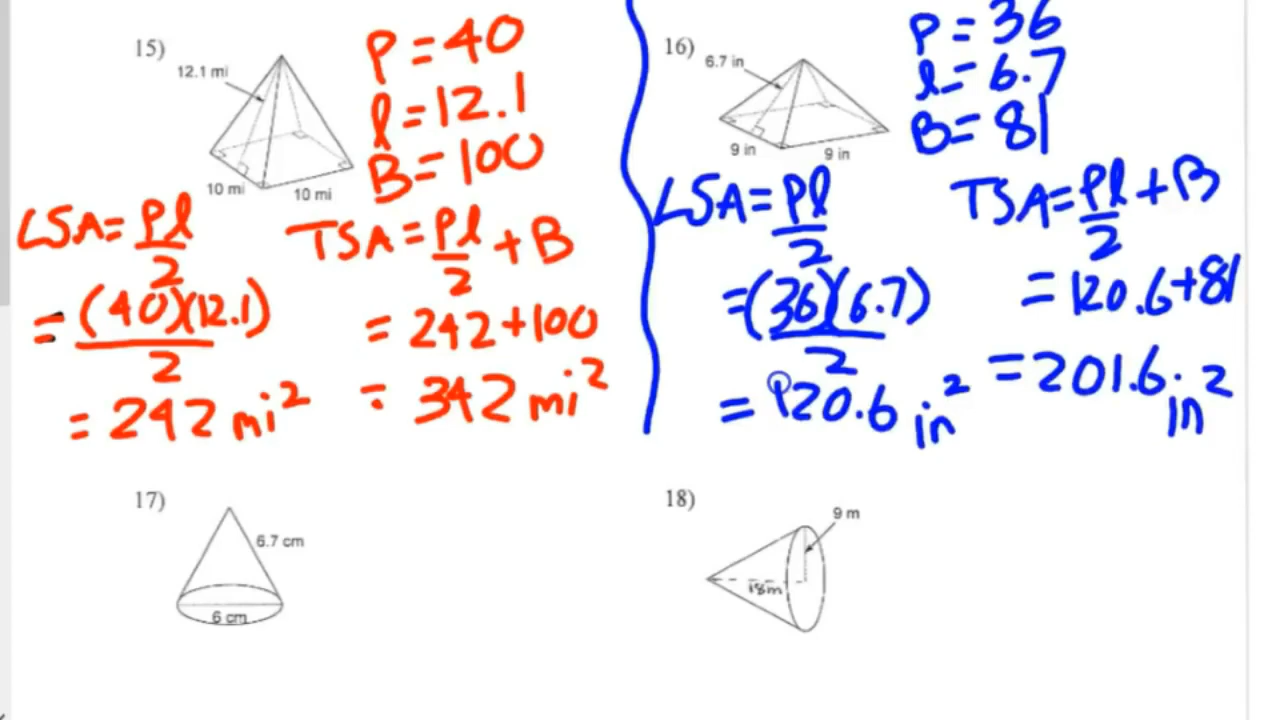 15)
12.1 mi
10 mi
10 mi
P = 40
l = 12.1
B = 100
LSA = Pl/2
= (40)(12.1)/2
= 242 mi²
TSA = Pl/2 + B
= 242 + 100
= 342 mi²
16)
6.7 in
9 in
9 in
P = 36
l = 6.7
B = 81
LSA = Pl/2
= (36)(6.7)/2
= 120.6 in²
TSA = Pl/2 + B
= 120.6 + 81
= 201.6 in²
17)
6.7 cm
6 cm
18)
9 m
18m